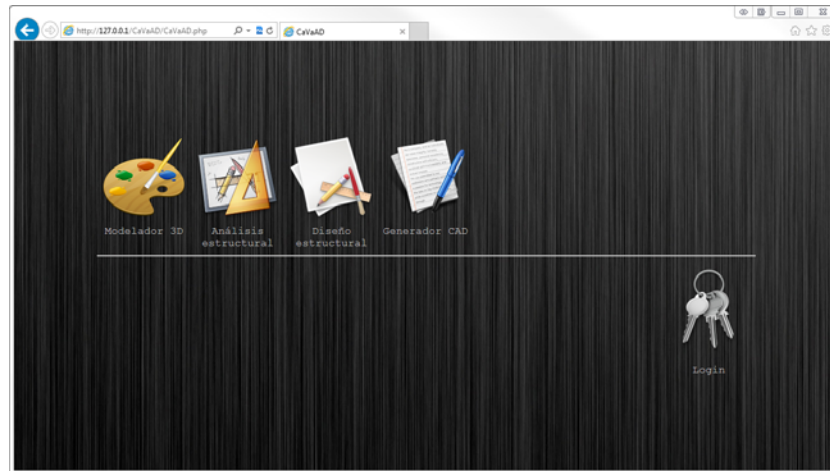 http://127.0.0.1/CaVaAD/CaVaAD.php
CaVaAD
Modelador 3D
Análisis
estructural
Diseño
estructural
Generador CAD
Login